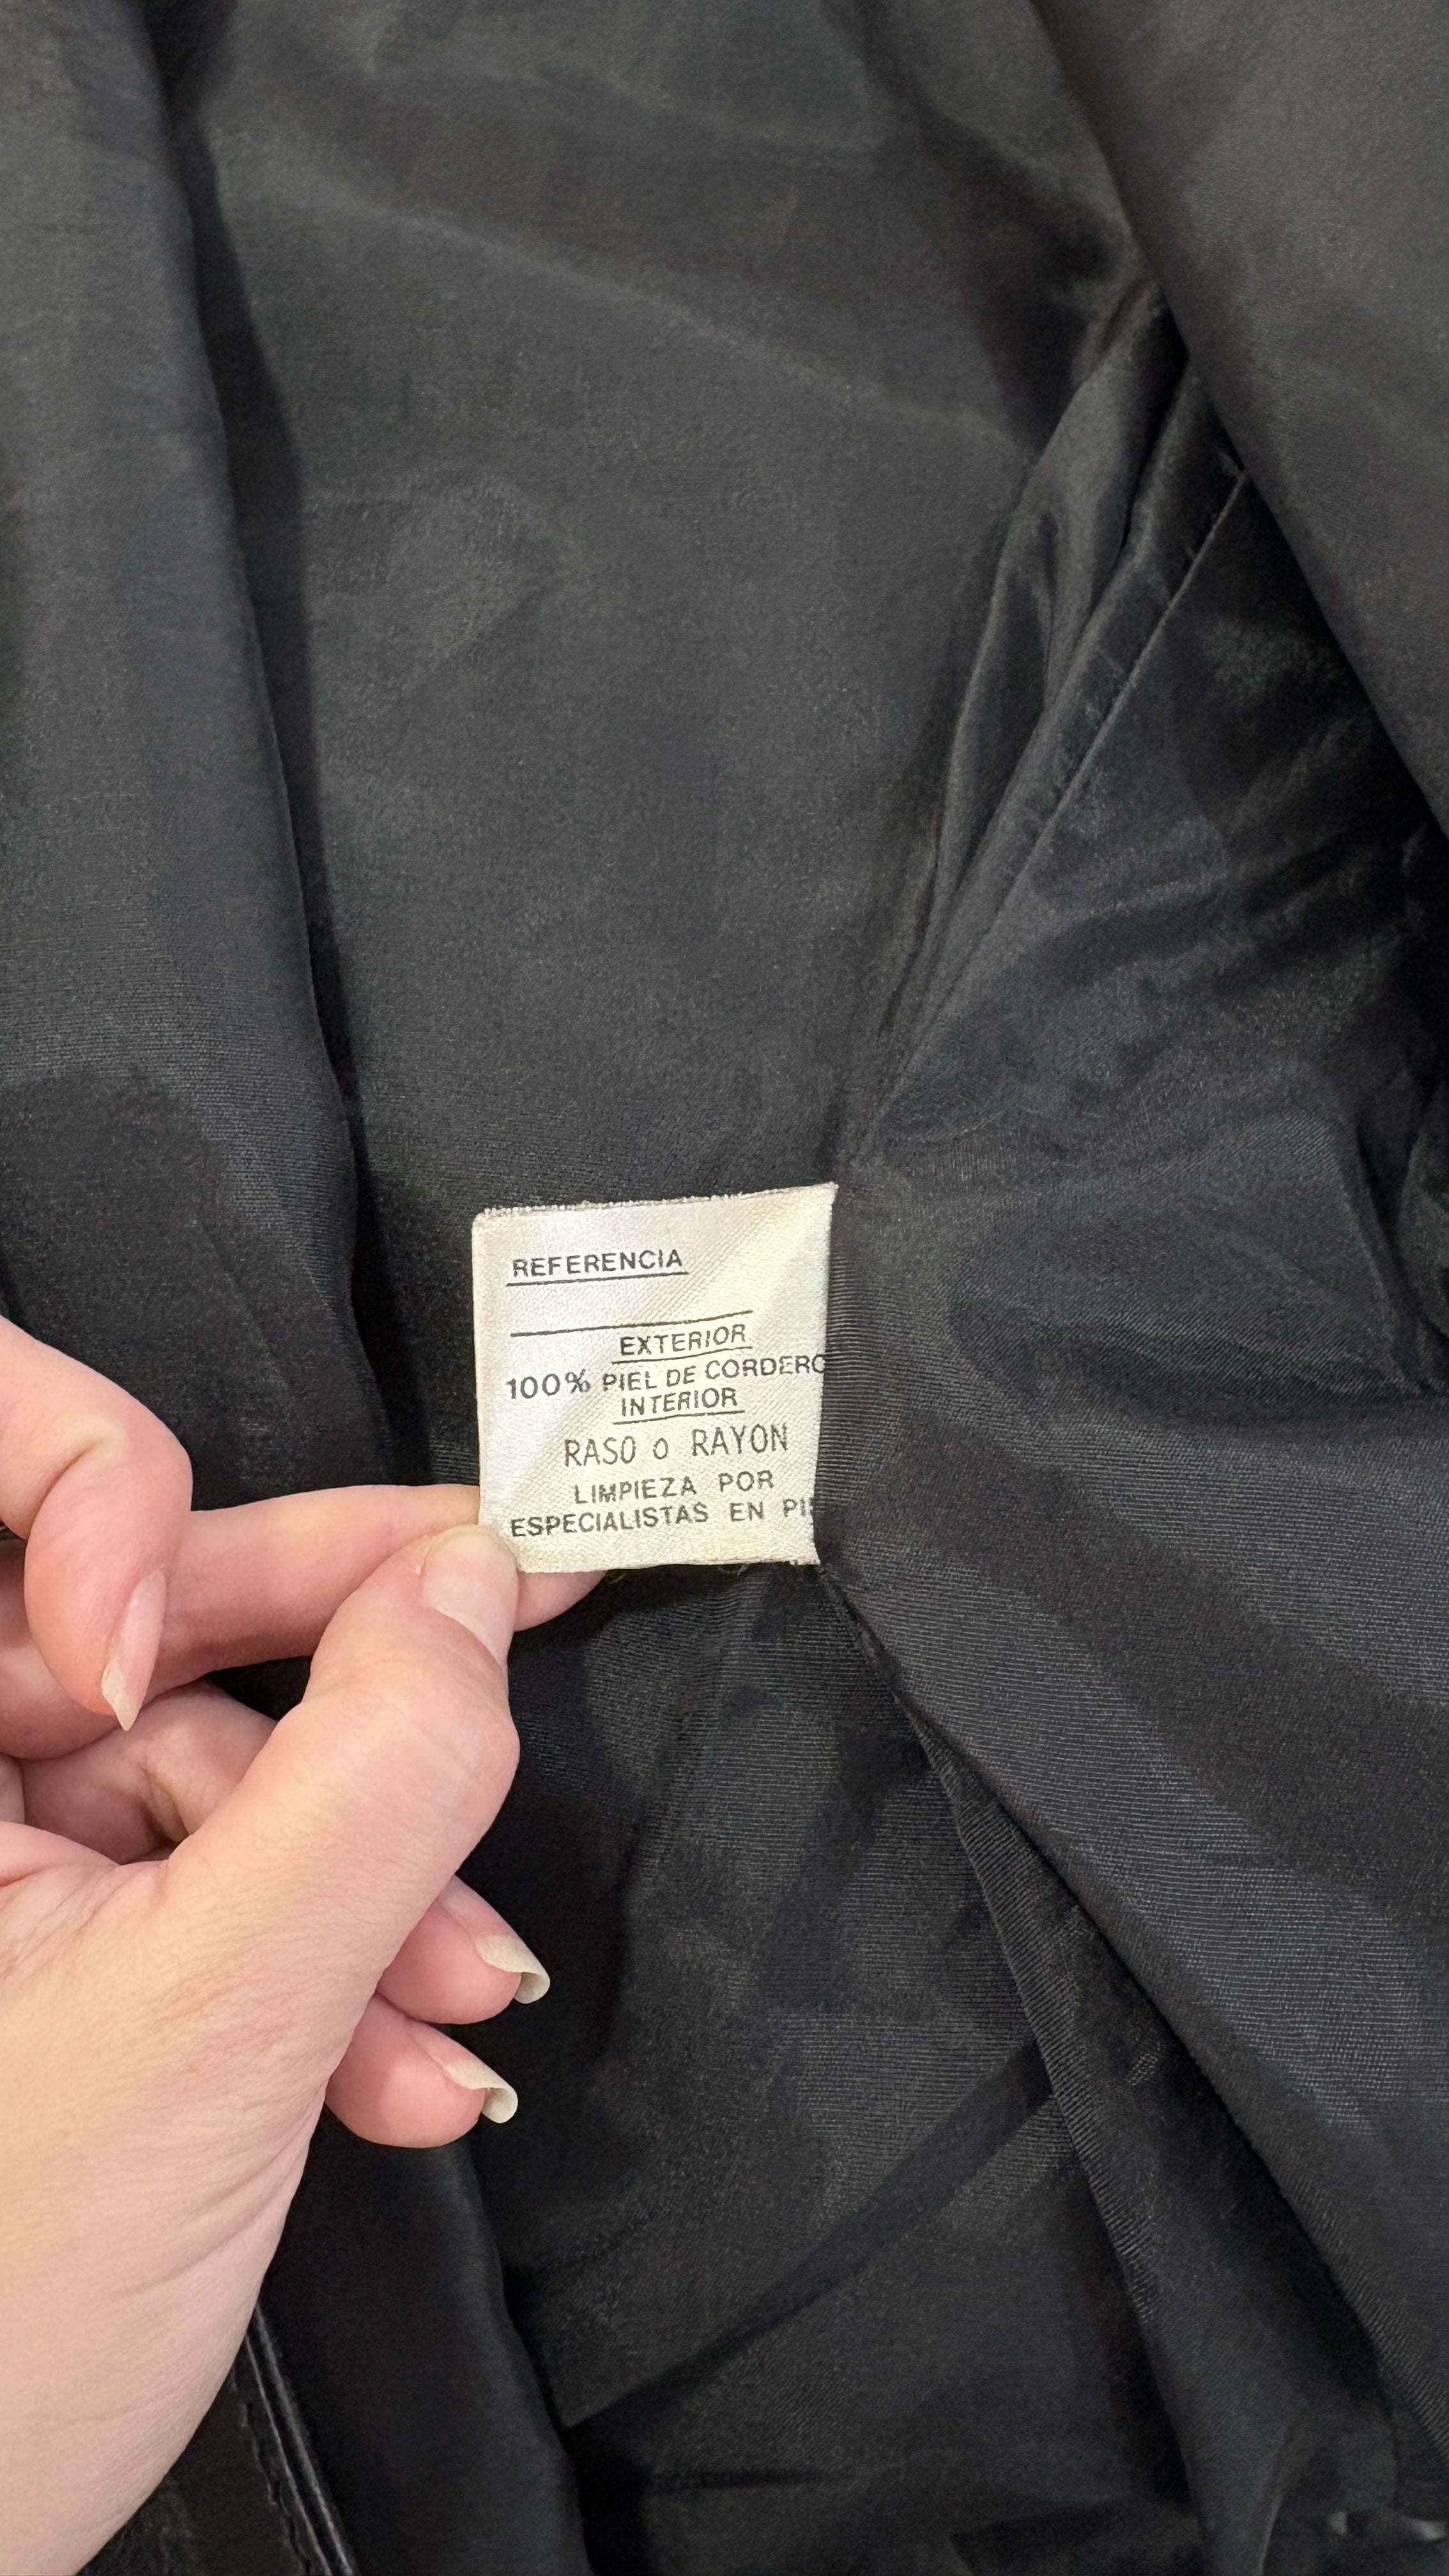 REFERENCIA
EXTERIOR
100% PIEL DE CORDERO
INTERIOR
RASO o RAYON
LIMPIEZA POR
ESPECIALISTAS EN